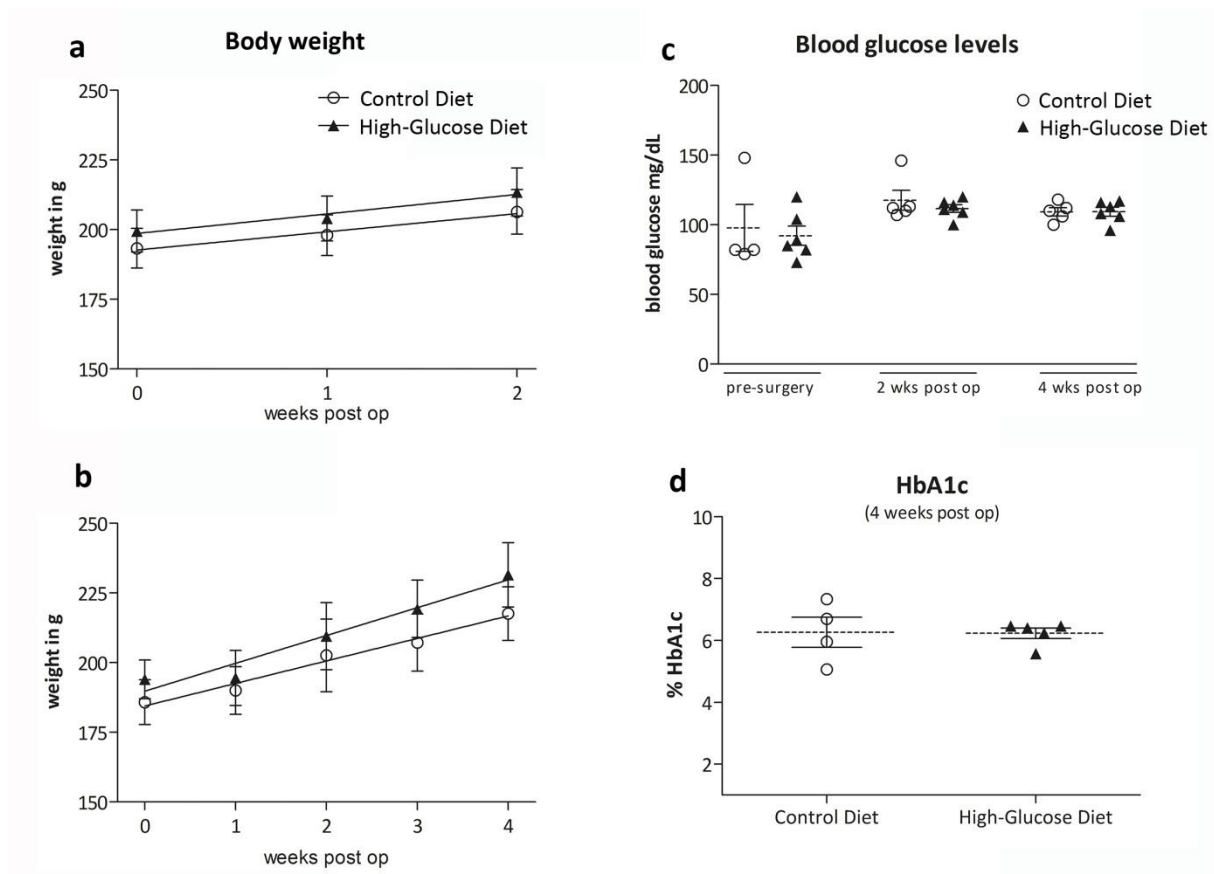 a
Body weight
250
225
200
175
150
weight in g
Control Diet
High-Glucose Diet
0 1 2
weeks post op
c
Blood glucose levels
200
150
100
50
0
blood glucose mg/dL
Control Diet
High-Glucose Diet
pre-surgery 2 wks post op 4 wks post op
b
250
225
200
175
150
weight in g
0 1 2 3 4
weeks post op
d
HbA1c
(4 weeks post op)
10
8
6
4
2
% HbA1c
Control Diet High-Glucose Diet